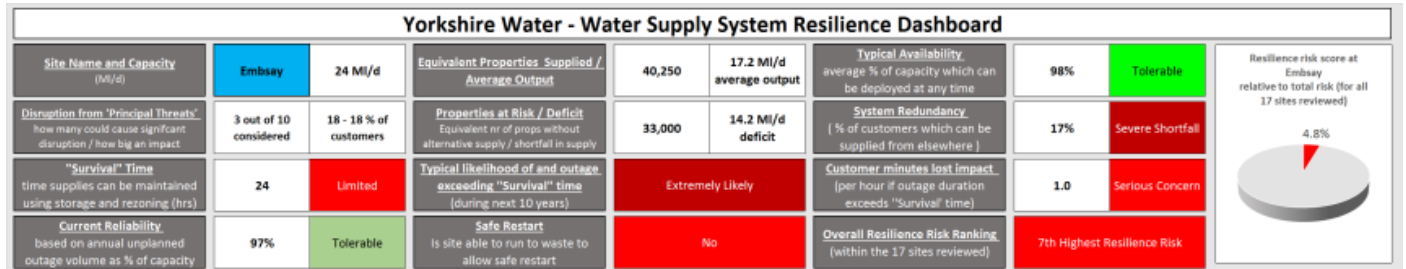 Yorkshire Water - Water Supply System Resilience Dashboard
Site Name and Capacity
(Ml/d)
Embsay
24 Ml/d
Equivalent Properties Supplied /
Average Output
40,250
17.2 Ml/d
average output
Typical Availability
average % of capacity which can
be deployed at any time
98%
Tolerable
Disruption from 'Principal Threats'
how many could cause signifcant
disruption / how big an impact
3 out of 10
considered
18 - 18 % of
customers
Properties at Risk / Deficit
Equivalent nr of props without
alternative supply / shortfall in supply
33,000
14.2 Ml/d
deficit
System Redundancy
( % of customers which can be
supplied from elsewhere )
17%
Severe Shortfall
"Survival" Time
time supplies can be maintained
using storage and rezoning (hrs)
24
Limited
Typical likelihood of and outage
exceeding "Survival" time
(during next 10 years)
Extremely Likely
Customer minutes lost impact
(per hour if outage duration
exceeds "Survival' time)
1.0
Serious Concern
Current Reliability
based on annual unplanned
outage volume as % of capacity
97%
Tolerable
Safe Restart
Is site able to run to waste to
allow safe restart
No
Overall Resilience Risk Ranking
(within the 17 sites reviewed)
7th Highest Resilience Risk
Resilience risk score at
Embsay
relative to total risk (for all
17 sites reviewed)
4.8%